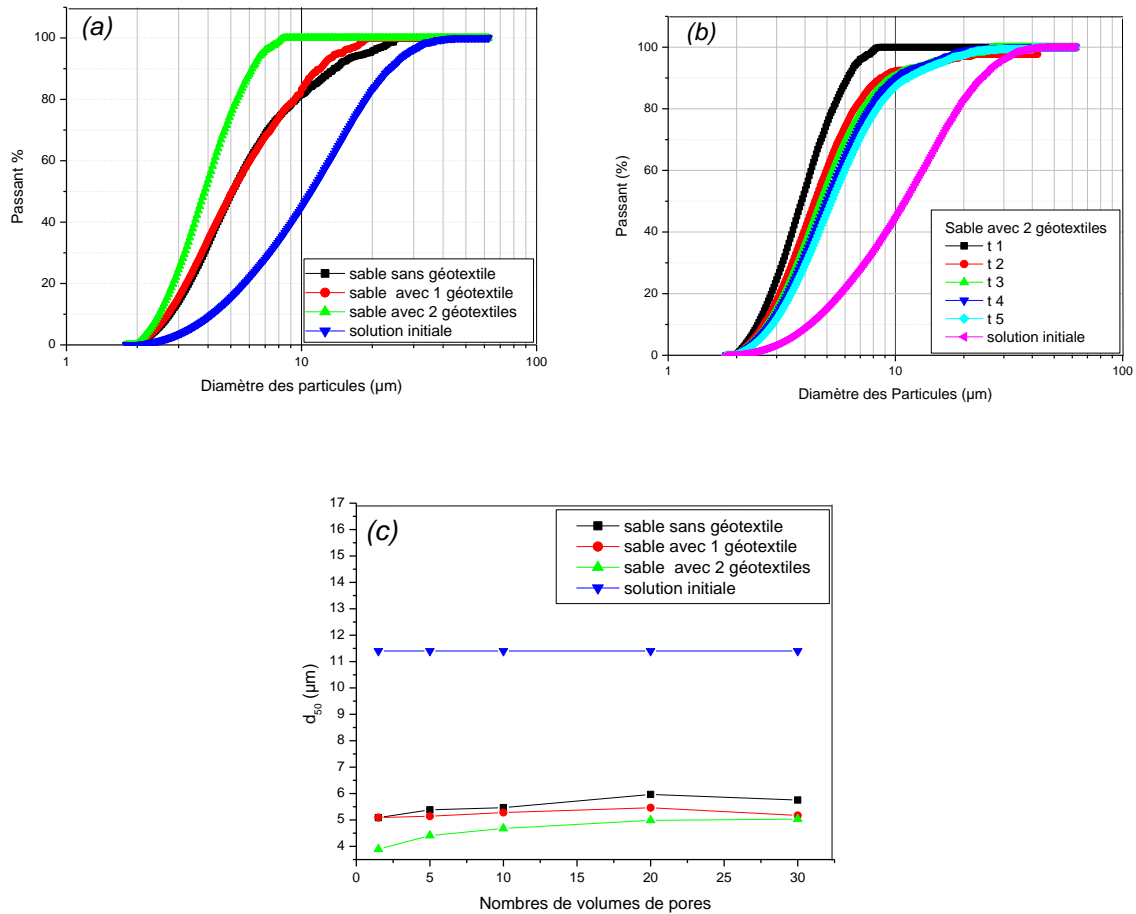 (a)
100
80
60
40
20
0
Passant %
sable sans géotextile
sable avec 1 géotextile
sable avec 2 géotextiles
solution initiale
1
10
100
Diamètre des particules (µm)
(b)
100
80
60
40
20
0
Passant (%)
Sable avec 2 géotextiles
t 1
t 2
t 3
t 4
t 5
solution initiale
1
10
100
Diamètre des Particules (µm)
(c)
17
16
15
14
13
12
11
10
9
8
7
6
5
4
d50 (µm)
sable sans géotextile
sable avec 1 géotextile
sable avec 2 géotextiles
solution initiale
0
5
10
15
20
25
30
Nombres de volumes de pores